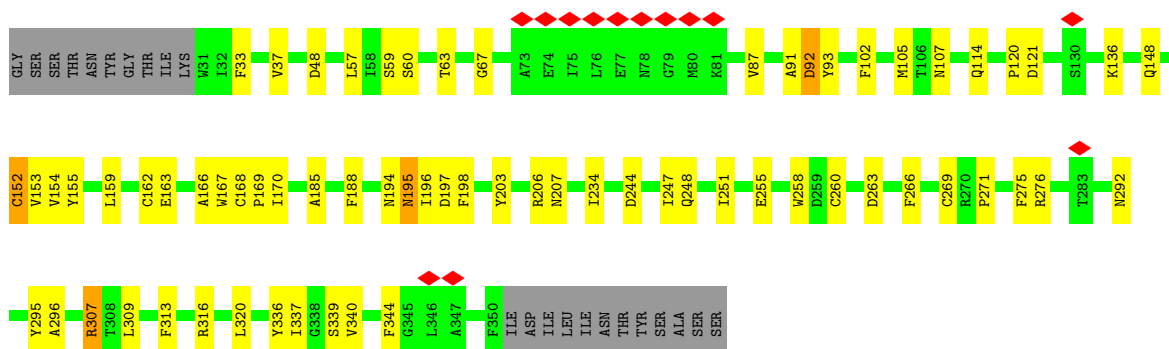 GLY SER SER THR ASN TYR GLY THR ILE LYS W31 I32 F33 V37 D48 L57 I58 S59 S60 T63 G67 A73 E74 I75 L76 E77 N78 G79 M80 K81 V87 A91 D92 Y93 F102 M105 T106 N107 Q114 P120 D121 S130 K136 Q148
C152 V153 V154 Y155 L159 C162 E163 A166 W167 C168 P169 I170 A185 F188 N194 N195 I196 D197 F198 Y203 R206 N207 I234 D244 I247 Q248 I251 E255 W258 D259 C260 D263 F266 C269 R270 P271 F275 R276 T283 N292
Y295 A296 R307 T308 L309 F313 R316 L320 Y336 I337 G338 S339 V340 F344 G345 L346 A347 F350 ILE ASP ILE LEU ILE ASN THR TYR SER ALA SER SER